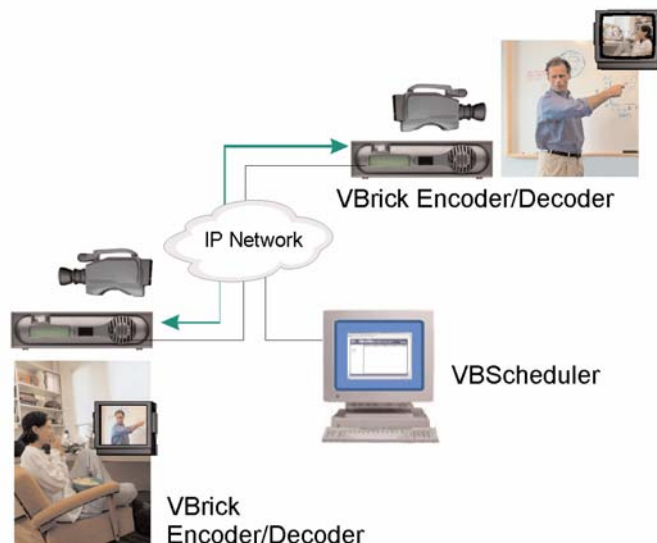 VBrick Encoder/Decoder
IP Network
VBScheduler
VBrick
Encoder/Decoder